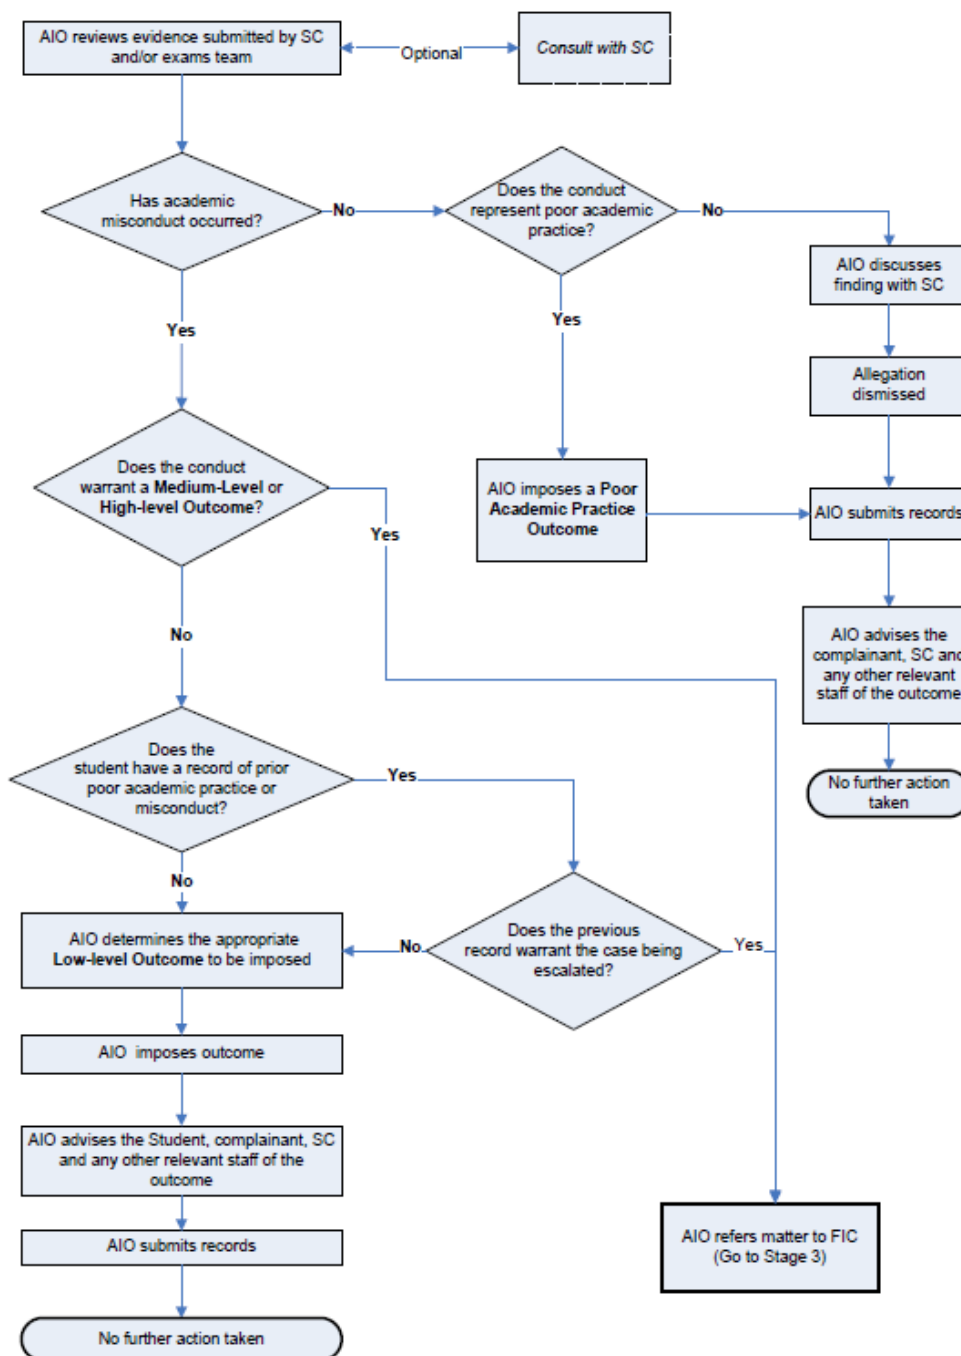 AIO reviews evidence submitted by SC
and/or exams team
Optional
Consult with SC
Has academic
misconduct occurred?
No
Does the conduct
represent poor academic
practice?
No
AIO discusses
finding with SC
Yes
Yes
Allegation
dismissed
Does the conduct
warrant a Medium-Level or
High-level Outcome?
Yes
AIO imposes a Poor
Academic Practice
Outcome
AIO submits records
No
AIO advises the
complainant, SC and
any other relevant
staff of the outcome
Does the
student have a record of prior
poor academic practice or
misconduct?
Yes
No further action
taken
No
AIO determines the appropriate
Low-level Outcome to be imposed
No
Does the previous
record warrant the case being
escalated?
Yes
AIO imposes outcome
AIO advises the Student, complainant, SC
and any other relevant staff of the
outcome
AIO submits records
AIO refers matter to FIC
(Go to Stage 3)
No further action taken